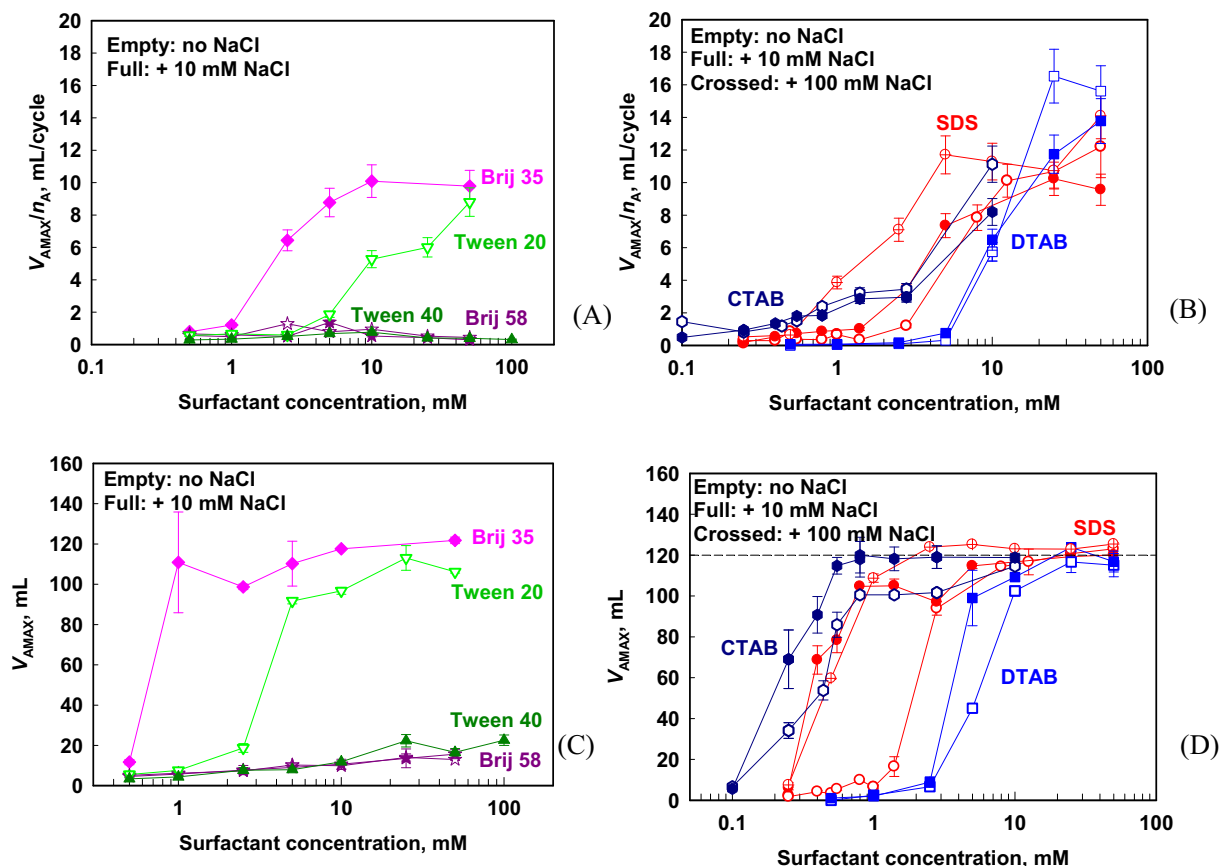 Empty: no NaCl
Full: + 10 mM NaCl
20
18
16
14
12
10
8
6
4
2
0
V_AMAX/n_A, mL/cycle
Brij 35
Tween 20
Tween 40
Brij 58
0.1
1
10
100
Surfactant concentration, mM
(A)
Empty: no NaCl
Full: + 10 mM NaCl
Crossed: + 100 mM NaCl
20
18
16
14
12
10
8
6
4
2
0
V_AMAX/n_A, mL/cycle
SDS
DTAB
CTAB
0.1
1
10
100
Surfactant concentration, mM
(B)
Empty: no NaCl
Full: + 10 mM NaCl
160
140
120
100
80
60
40
20
0
V_AMAX, mL
Brij 35
Tween 20
Tween 40
Brij 58
1
10
100
Surfactant concentration, mM
(C)
Empty: no NaCl
Full: + 10 mM NaCl
Crossed: + 100 mM NaCl
160
140
120
100
80
60
40
20
0
V_AMAX, mL
SDS
CTAB
DTAB
0.1
1
10
100
Surfactant concentration, mM
(D)